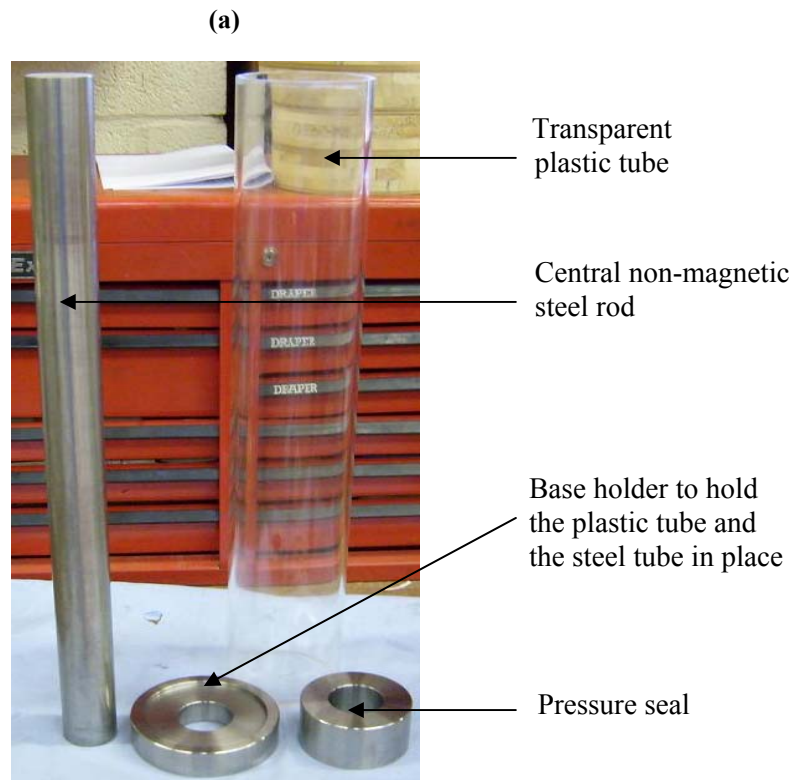 (a)
Transparent
plastic tube
Central non-magnetic
steel rod
Ex
DRAPER
DRAPER
DRAPER
Base holder to hold
the plastic tube and
the steel tube in place
Pressure seal